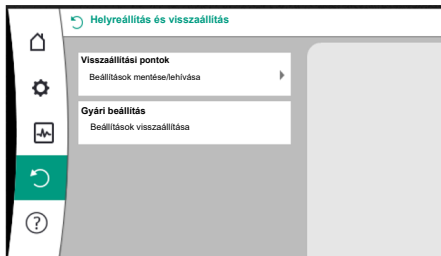 Helyreállítás és visszaállítás
Visszaállítási pontok
Beállítások mentése/lehívása
Gyári beállítás
Beállítások visszaállítása